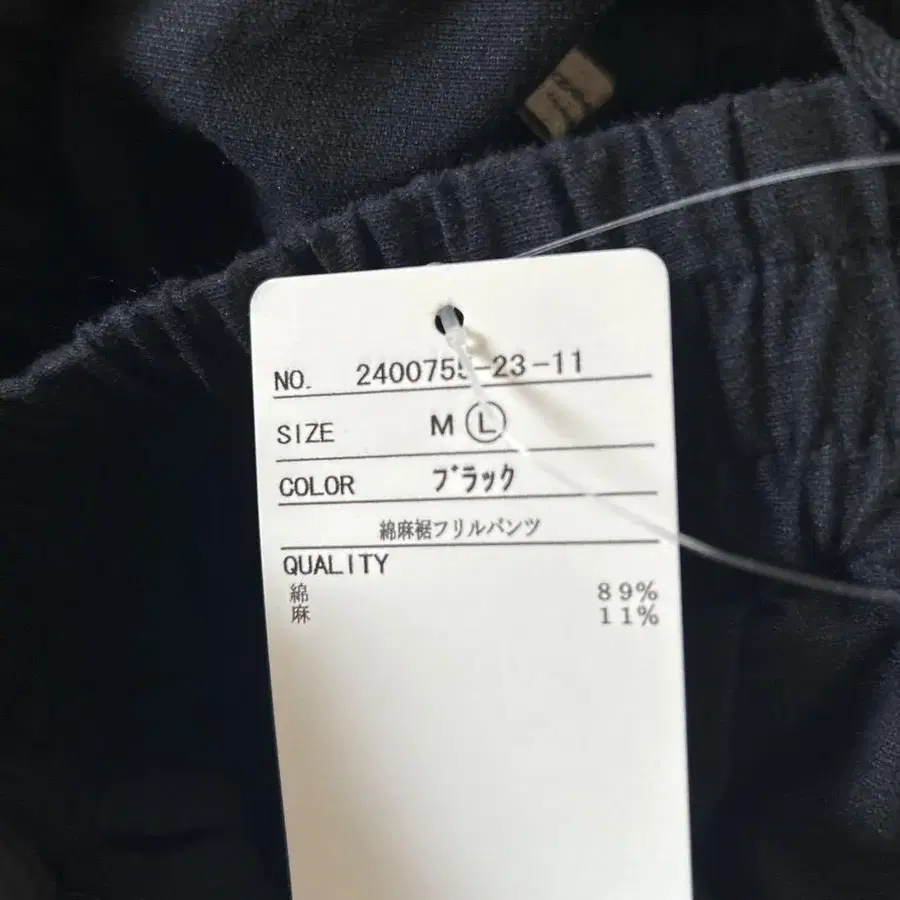 NO. 2400755-23-11
SIZE M Ⓛ
COLOR ブラック
綿麻裾フリルパンツ
QUALITY
綿 89%
麻 11%